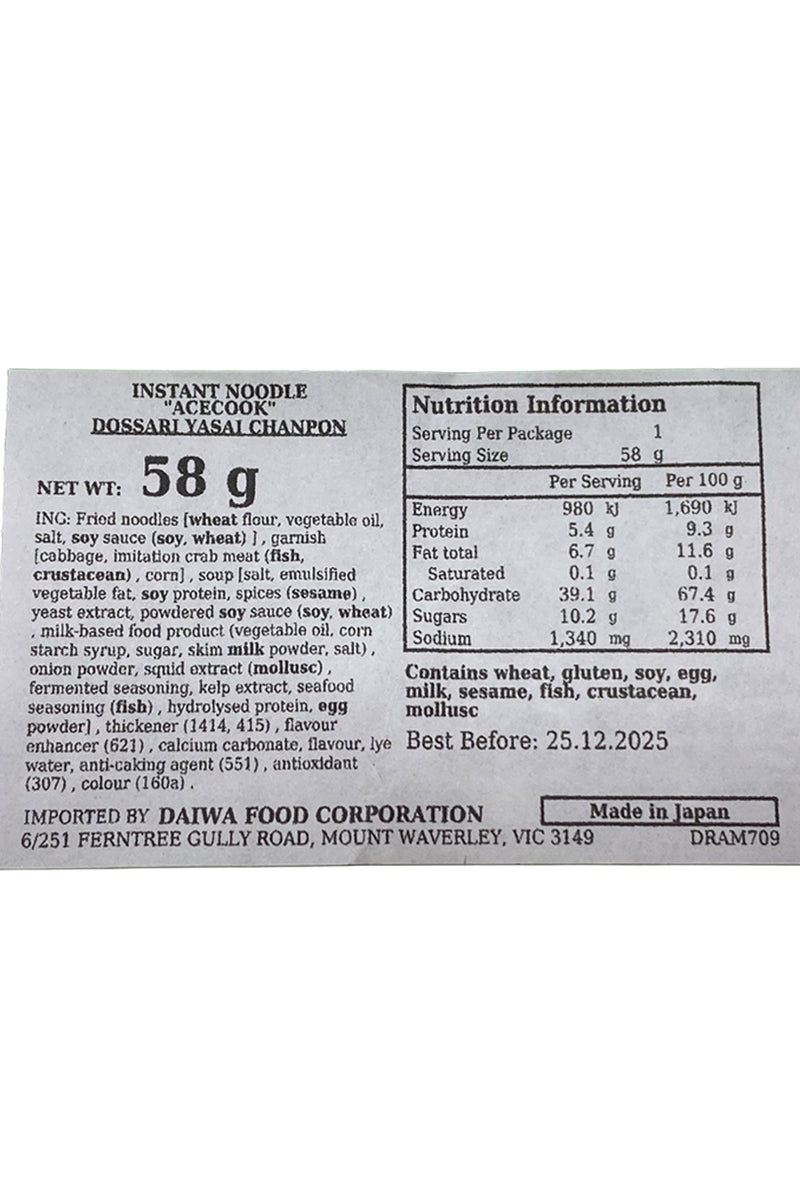 INSTANT NOODLE
"ACECOOK"
DOSSARI YASAI CHANPON
NET WT: 58 g
ING: Fried noodles [wheat flour, vegetable oil,
salt, soy sauce (soy, wheat) ] , garnish
[cabbage, imitation crab meat (fish,
crustacean) , corn] , soup [salt, emulsified
vegetable fat, soy protein, spices (sesame) ,
yeast extract, powdered soy sauce (soy, wheat)
, milk-based food product (vegetable oil, corn
starch syrup, sugar, skim milk powder, salt) ,
onion powder, squid extract (mollusc) ,
fermented seasoning, kelp extract, seafood
seasoning (fish) , hydrolysed protein, egg
powder] , thickener (1414, 415) , flavour
enhancer (621) , calcium carbonate, flavour, lye
water, anti-caking agent (551) , antioxidant
(307) , colour (160a) .
Nutrition Information
Serving Per Package 1
Serving Size 58 g
Per Serving Per 100 g
Energy 980 kJ 1,690 kJ
Protein 5.4 g 9.3 g
Fat total 6.7 g 11.6 g
Saturated 0.1 g 0.1 g
Carbohydrate 39.1 g 67.4 g
Sugars 10.2 g 17.6 g
Sodium 1,340 mg 2,310 mg
Contains wheat, gluten, soy, egg,
milk, sesame, fish, crustacean,
mollusc
Best Before: 25.12.2025
IMPORTED BY DAIWA FOOD CORPORATION
Made in Japan
6/251 FERNTREE GULLY ROAD, MOUNT WAVERLEY, VIC 3149
DRAM709